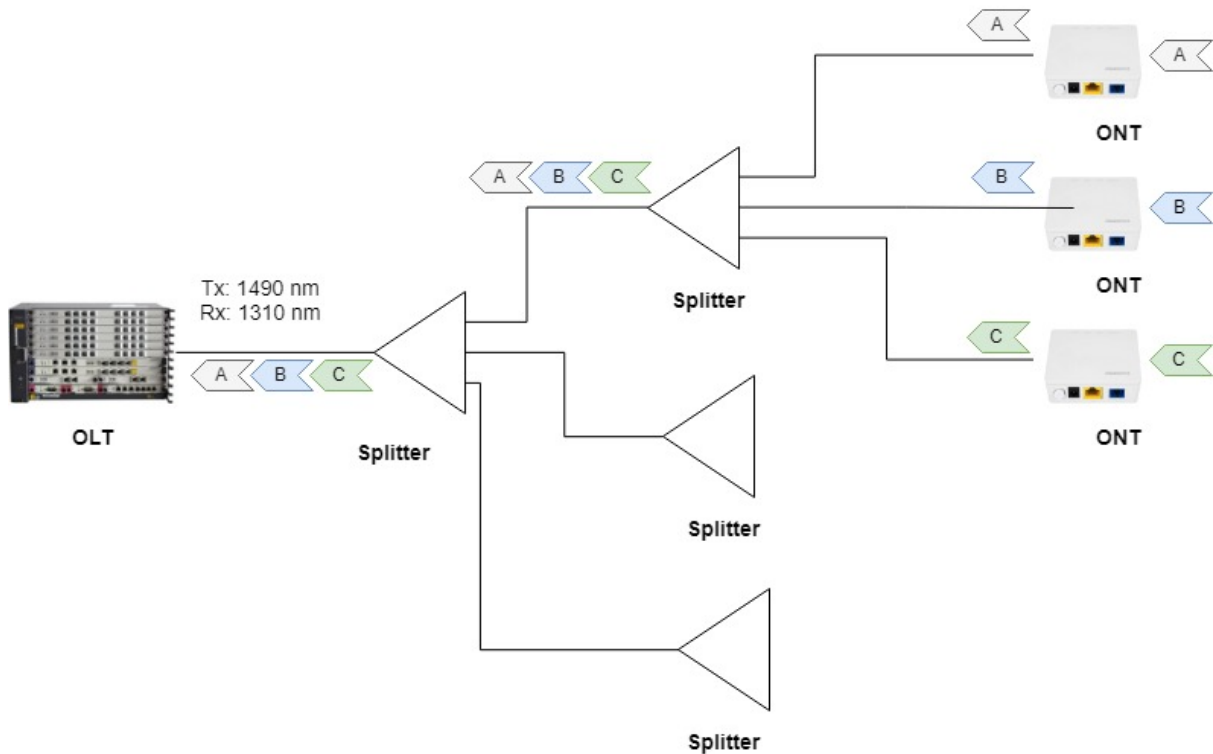 A
A
ONT
A B C
B
B
ONT
Splitter
Tx: 1490 nm
Rx: 1310 nm
C
C
A B C
OLT
Splitter
ONT
Splitter
Splitter